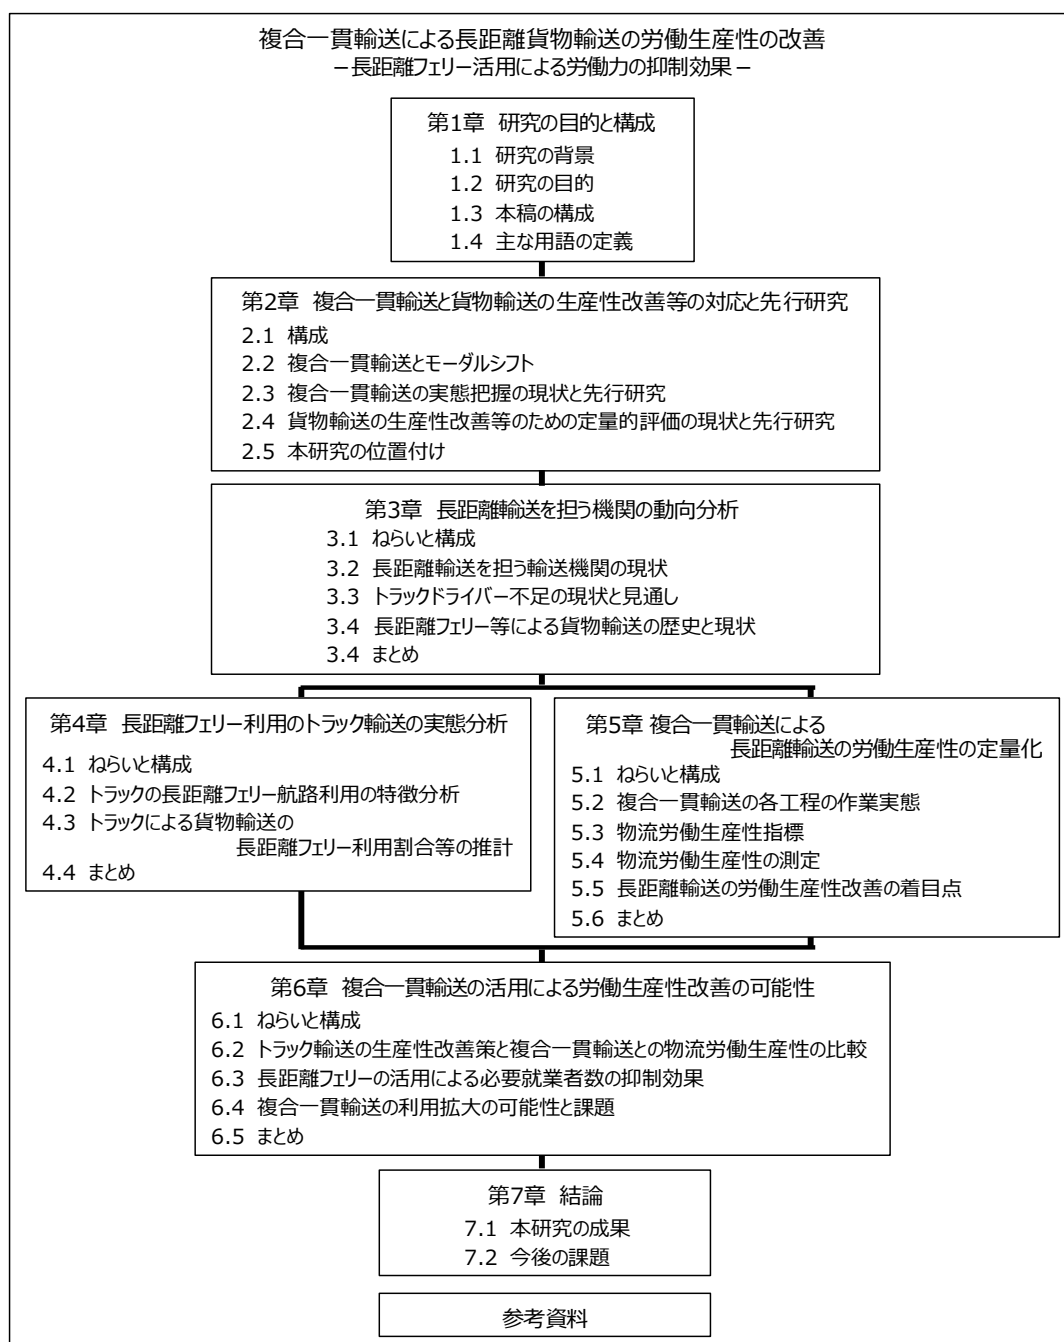 複合一貫輸送による長距離貨物輸送の労働生産性の改善
－長距離フェリー活用による労働力の抑制効果－
第1章 研究の目的と構成
1.1 研究の背景
1.2 研究の目的
1.3 本稿の構成
1.4 主な用語の定義
第2章 複合一貫輸送と貨物輸送の生産性改善等の対応と先行研究
2.1 構成
2.2 複合一貫輸送とモーダルシフト
2.3 複合一貫輸送の実態把握の現状と先行研究
2.4 貨物輸送の生産性改善等のための定量的評価の現状と先行研究
2.5 本研究の位置付け
第3章 長距離輸送を担う機関の動向分析
3.1 ねらいと構成
3.2 長距離輸送を担う輸送機関の現状
3.3 トラックドライバー不足の現状と見通し
3.4 長距離フェリー等による貨物輸送の歴史と現状
3.4 まとめ
第4章 長距離フェリー利用のトラック輸送の実態分析
4.1 ねらいと構成
4.2 トラックの長距離フェリー航路利用の特徴分析
4.3 トラックによる貨物輸送の
長距離フェリー利用割合等の推計
4.4 まとめ
第5章 複合一貫輸送による
長距離輸送の労働生産性の定量化
5.1 ねらいと構成
5.2 複合一貫輸送の各工程の作業実態
5.3 物流労働生産性指標
5.4 物流労働生産性の測定
5.5 長距離輸送の労働生産性改善の着目点
5.6 まとめ
第6章 複合一貫輸送の活用による労働生産性改善の可能性
6.1 ねらいと構成
6.2 トラック輸送の生産性改善策と複合一貫輸送との物流労働生産性の比較
6.3 長距離フェリーの活用による必要就業者数の抑制効果
6.4 複合一貫輸送の利用拡大の可能性と課題
6.5 まとめ
第7章 結論
7.1 本研究の成果
7.2 今後の課題
参考資料